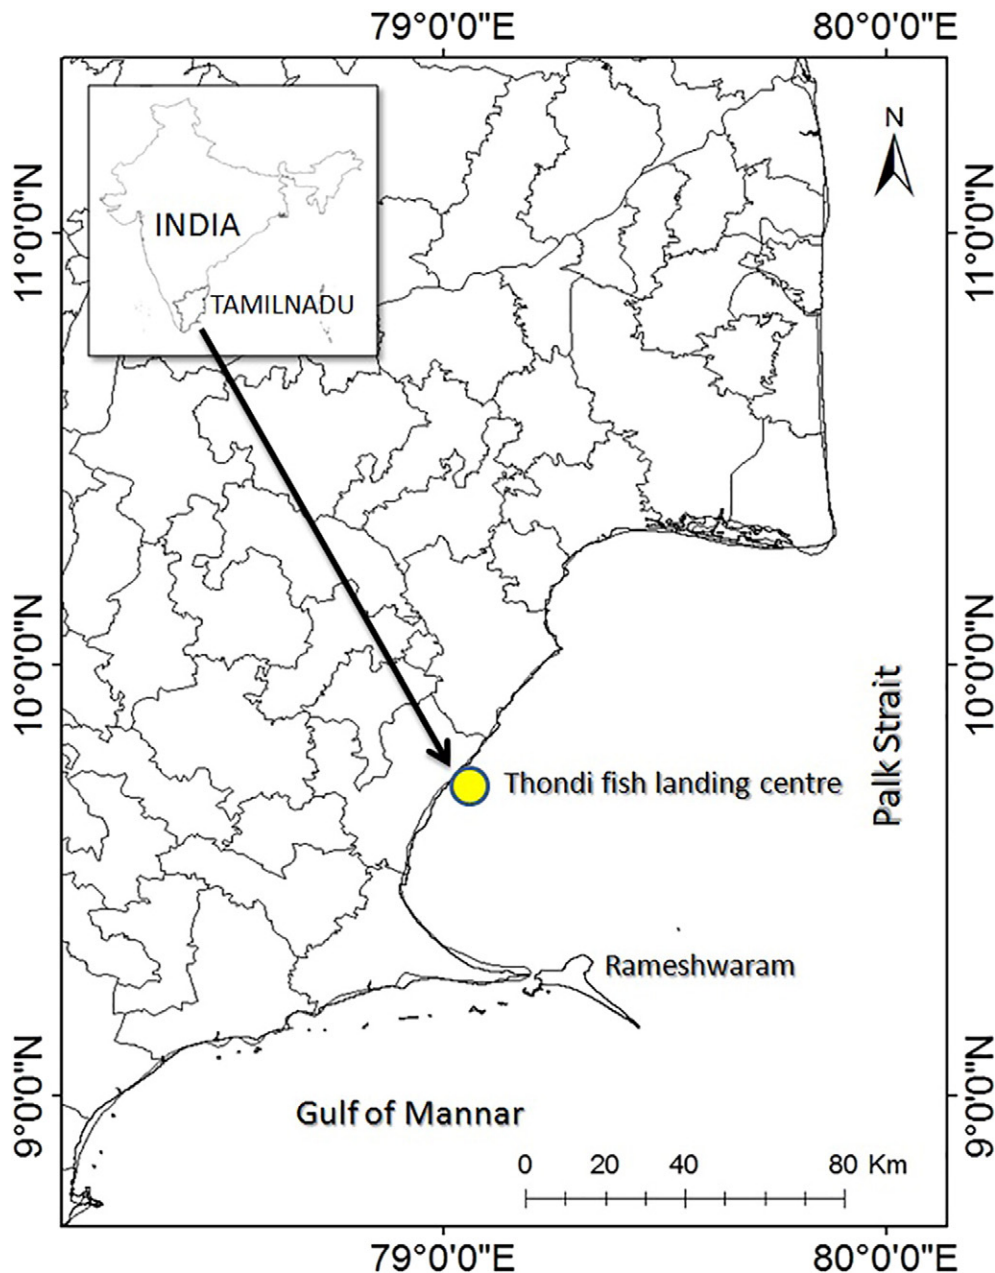 79°0'0"E
80°0'0"E
N
11°0'0"N
11°0'0"N
INDIA
TAMILNADU
10°0'0"N
10°0'0"N
Palk Strait
Thondi fish landing centre
Rameshwaram
9°0'0"N
9°0'0"N
Gulf of Mannar
0 20 40 80 Km
79°0'0"E
80°0'0"E